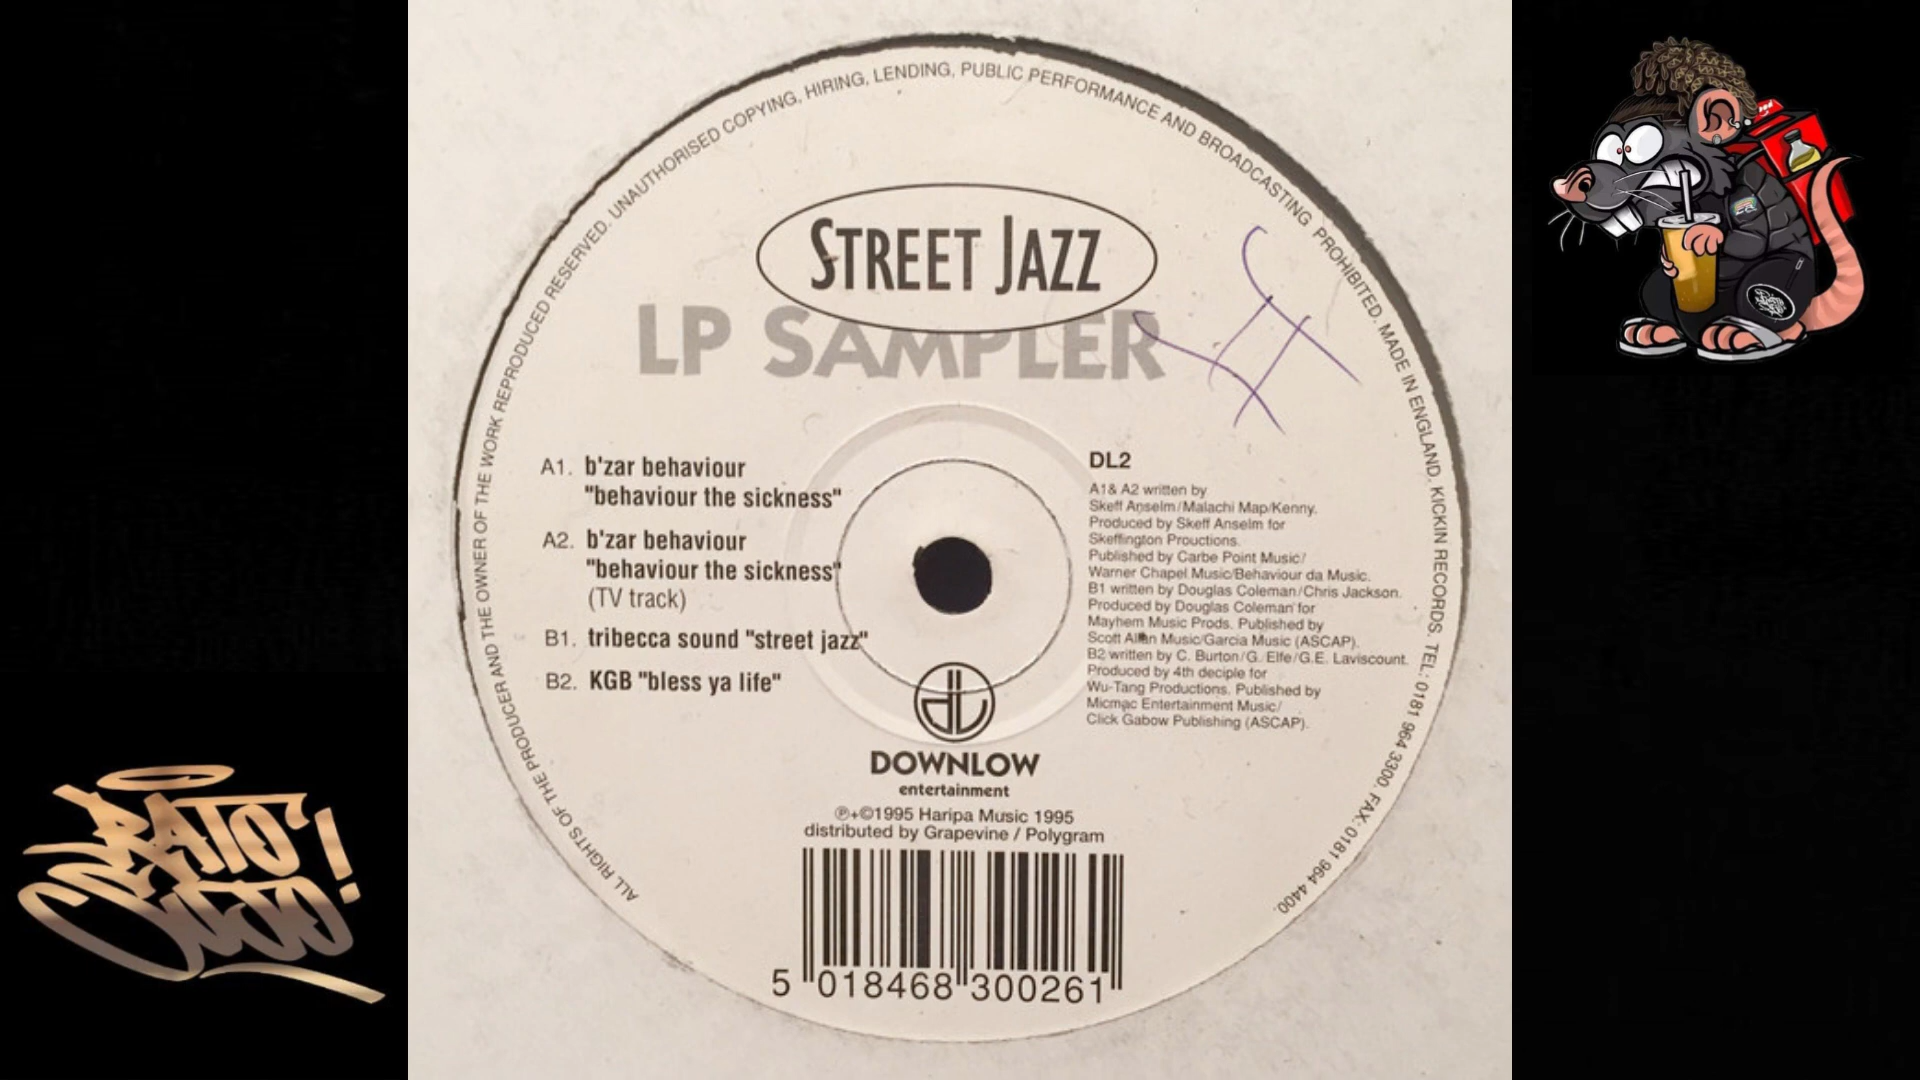 ALL RIGHTS OF THE PRODUCER AND THE OWNER OF THE WORK REPRODUCED RESERVED. UNAUTHORISED COPYING, HIRING, LENDING, PUBLIC PERFORMANCE AND BROADCASTING PROHIBITED. MADE IN ENGLAND. KICKIN RECORDS. TEL: 0181 964 3300. FAX: 0181 964 4400.
STREET JAZZ
LP SAMPLER
A1. b'zar behaviour
"behaviour the sickness"
A2. b'zar behaviour
"behaviour the sickness"
(TV track)
B1. tribecca sound "street jazz"
B2. KGB "bless ya life"
DL2
A1& A2 written by
Skeff Anselm/Malachi Map/Kenny.
Produced by Skeff Anselm for
Skeffington Prouctions.
Published by Carbe Point Music/
Warner Chapel Music/Behaviour da Music.
B1 written by Douglas Coleman/Chris Jackson.
Produced by Douglas Coleman for
Mayhem Music Prods. Published by
Scott Allan Music/Garcia Music (ASCAP).
B2 written by C. Burton/G. Elfe/G.E. Laviscount.
Produced by 4th deciple for
Wu-Tang Productions. Published by
Micmac Entertainment Music/
Click Gabow Publishing (ASCAP).
dL
DOWNLOW
entertainment
℗+©1995 Haripa Music 1995
distributed by Grapevine / Polygram
5 018468 300261
RATO
SUJO!